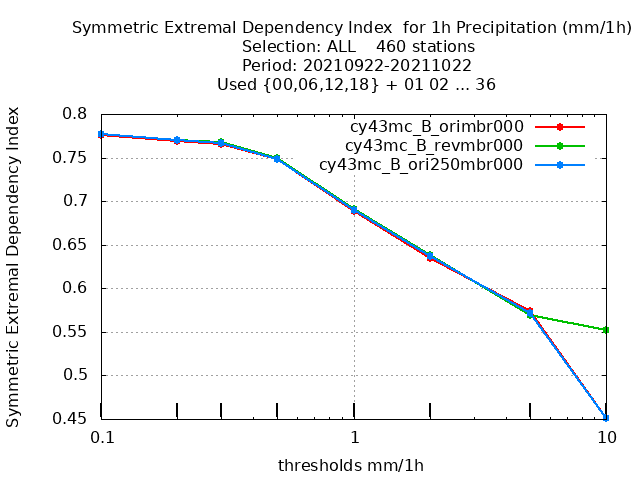 Symmetric Extremal Dependency Index  for 1h Precipitation (mm/1h)
Selection: ALL    460 stations
Period: 20210922-20211022
Used {00,06,12,18} + 01 02 ... 36
Symmetric Extremal Dependency Index
0.8
0.75
0.7
0.65
0.6
0.55
0.5
0.45
cy43mc_B_orimbr000
cy43mc_B_revmbr000
cy43mc_B_ori250mbr000
0.1
1
10
thresholds mm/1h